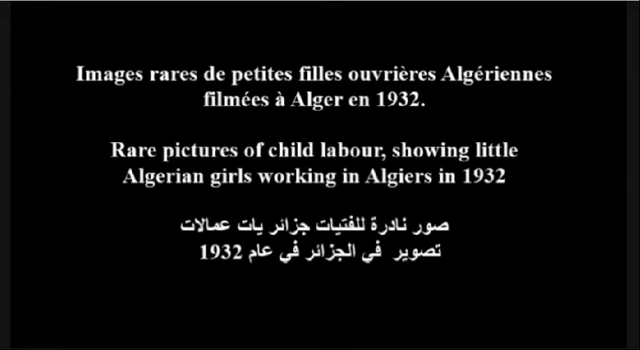 Images rares de petites filles ouvrières Algériennes
filmées à Alger en 1932.
Rare pictures of child labour, showing little
Algerian girls working in Algiers in 1932
صور نادرة للفتيات جزائر يات عمالات
تصوير في الجزائر في عام 1932